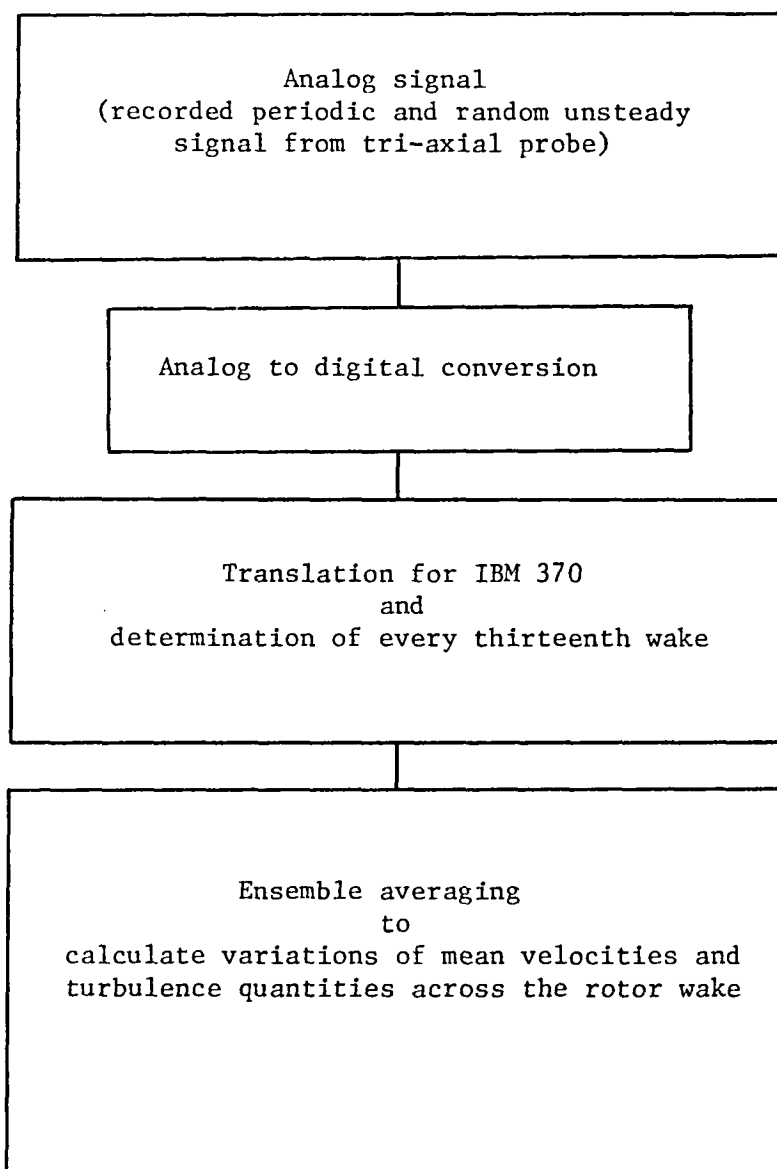 Analog signal
(recorded periodic and random unsteady
signal from tri-axial probe)
Analog to digital conversion
Translation for IBM 370
and
determination of every thirteenth wake
Ensemble averaging
to
calculate variations of mean velocities and
turbulence quantities across the rotor wake